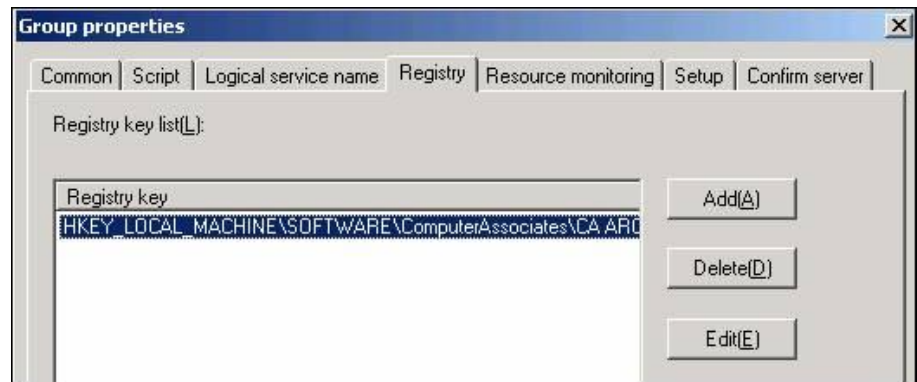 Group properties
Common Script Logical service name Registry Resource monitoring Setup Confirm server
Registry key list(L):
Registry key
HKEY_LOCAL_MACHINE\SOFTWARE\ComputerAssociates\CA ARC
Add(A)
Delete(D)
Edit(E)